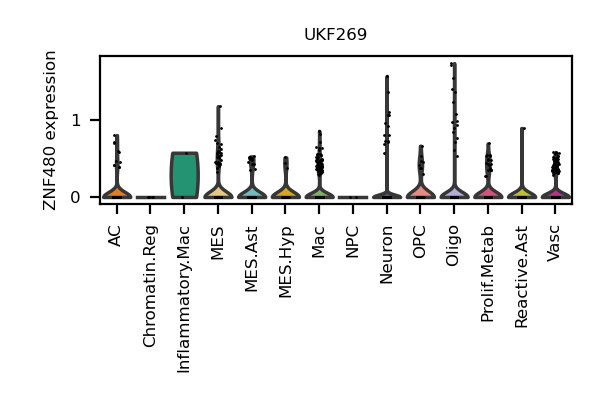 UKF269
ZNF480 expression
1
0
AC
Chromatin.Reg
Inflammatory.Mac
MES
MES.Ast
MES.Hyp
Mac
NPC
Neuron
OPC
Oligo
Prolif.Metab
Reactive.Ast
Vasc